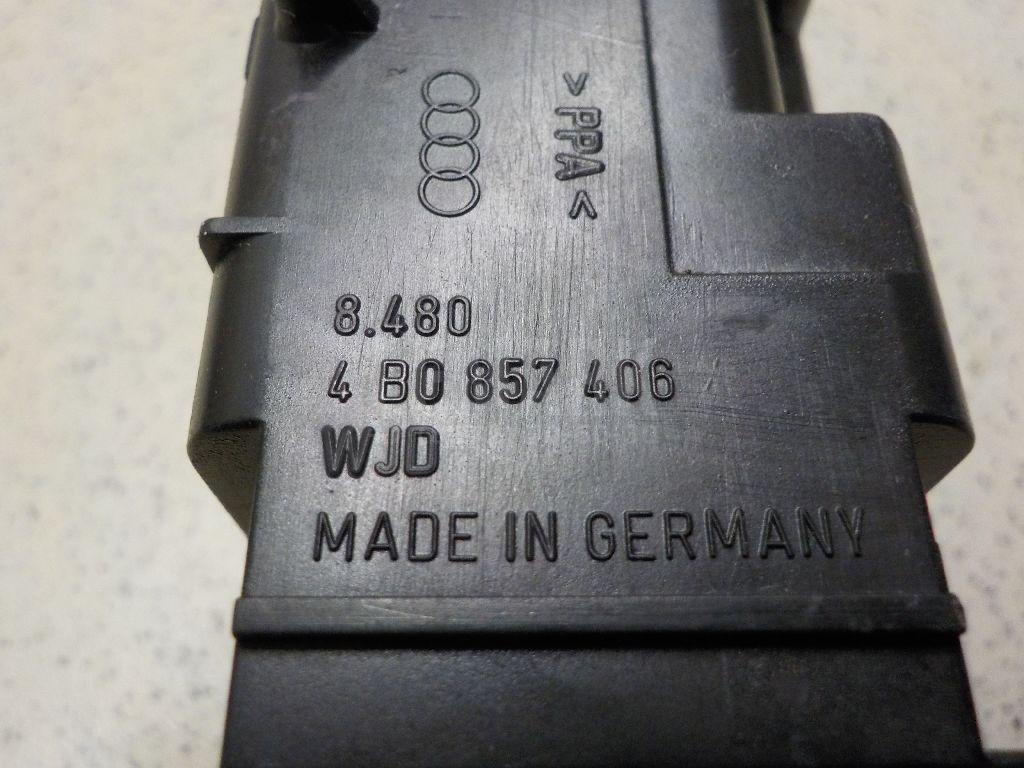 >PPA<
8.480
4 B0 857 406
WJD
MADE IN GERMANY